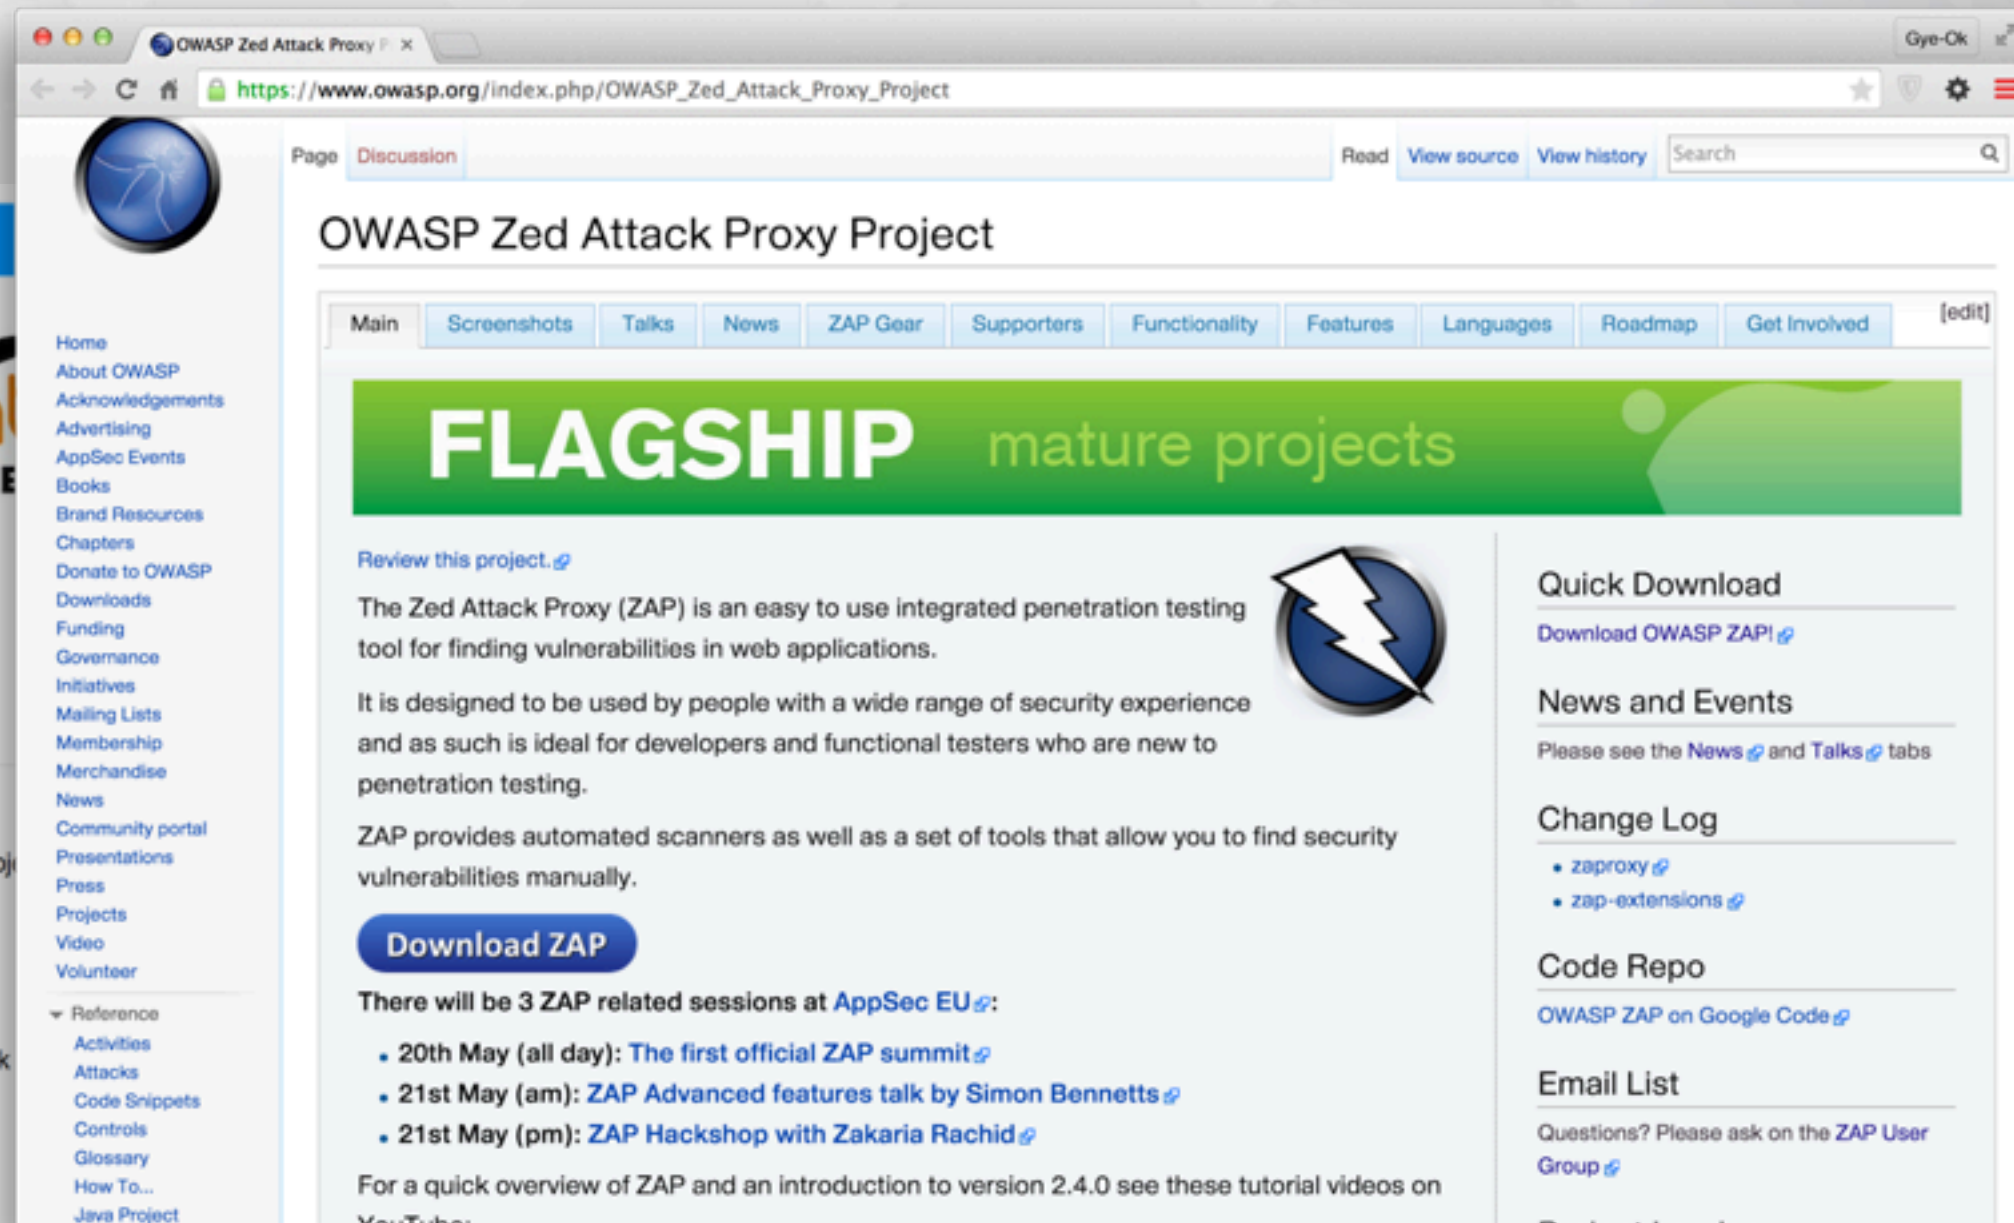 OWASP Zed Attack Proxy P
Gye-Ok
https://www.owasp.org/index.php/OWASP_Zed_Attack_Proxy_Project
Page
Discussion
Read
View source
View history
Search
OWASP Zed Attack Proxy Project
Main
Screenshots
Talks
News
ZAP Gear
Supporters
Functionality
Features
Languages
Roadmap
Get Involved
[edit]
Home
About OWASP
Acknowledgements
Advertising
AppSec Events
Books
Brand Resources
Chapters
Donate to OWASP
Downloads
Funding
Governance
Initiatives
Mailing Lists
Membership
Merchandise
News
Community portal
Presentations
Press
Projects
Video
Volunteer
Reference
Activities
Attacks
Code Snippets
Controls
Glossary
How To...
Java Project
FLAGSHIP mature projects
Review this project.
The Zed Attack Proxy (ZAP) is an easy to use integrated penetration testing
tool for finding vulnerabilities in web applications.
It is designed to be used by people with a wide range of security experience
and as such is ideal for developers and functional testers who are new to
penetration testing.
ZAP provides automated scanners as well as a set of tools that allow you to find security
vulnerabilities manually.
Download ZAP
There will be 3 ZAP related sessions at AppSec EU:
• 20th May (all day): The first official ZAP summit
• 21st May (am): ZAP Advanced features talk by Simon Bennetts
• 21st May (pm): ZAP Hackshop with Zakaria Rachid
For a quick overview of ZAP and an introduction to version 2.4.0 see these tutorial videos on
YouTube:
Quick Download
Download OWASP ZAP!
News and Events
Please see the News and Talks tabs
Change Log
• zaproxy
• zap-extensions
Code Repo
OWASP ZAP on Google Code
Email List
Questions? Please ask on the ZAP User
Group